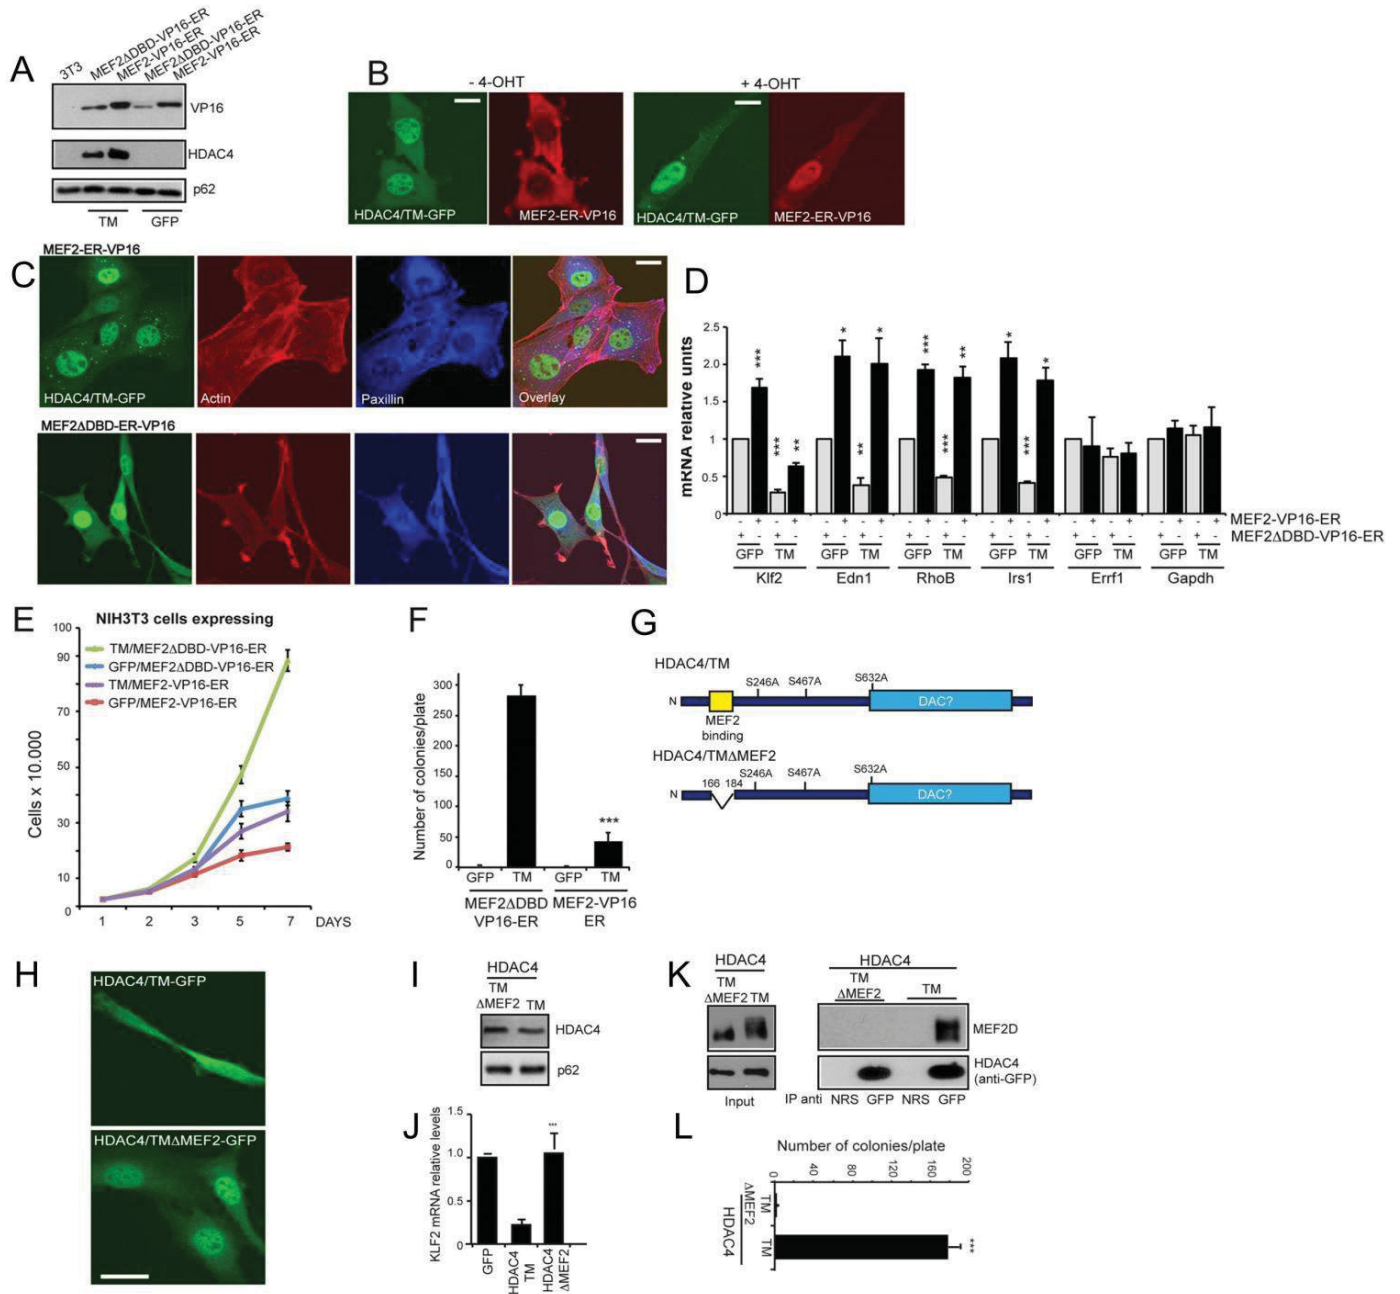 A
3T3
MEF2ΔDBD-VP16-ER
MEF2-VP16-ER
MEF2ΔDBD-VP16-ER
MEF2-VP16-ER
VP16
HDAC4
p62
TM GFP
B
- 4-OHT + 4-OHT
HDAC4/TM-GFP MEF2-ER-VP16 HDAC4/TM-GFP MEF2-ER-VP16
C
MEF2-ER-VP16
HDAC4/TM-GFP Actin Paxillin Overlay
MEF2ΔDBD-ER-VP16
D
mRNA relative units
2.5
2.0
1.5
1
0.5
0
*** *** ** * ** * *** *** ** * *** *
- + - + - + - + - + - + - + - + - + - + - + - + MEF2-VP16-ER
+ - + - + - + - + - + - + - + - + - + - + - + - MEF2ΔDBD-VP16-ER
GFP TM GFP TM GFP TM GFP TM GFP TM GFP TM
Klf2 Edn1 RhoB Irs1 Errf1 Gapdh
E
NIH3T3 cells expressing
TM/MEF2ΔDBD-VP16-ER
GFP/MEF2ΔDBD-VP16-ER
TM/MEF2-VP16-ER
GFP/MEF2-VP16-ER
Cells x 10.000
100
90
70
50
30
10
0
1 2 3 5 7 DAYS
F
Number of colonies/plate
300
250
200
150
100
50
0
***
GFP TM GFP TM
MEF2ΔDBD MEF2-VP16
VP16-ER ER
G
HDAC4/TM
N S246A S467A S632A DAC?
MEF2
binding
HDAC4/TMΔMEF2
N 166 184 S246A S467A S632A DAC?
H
HDAC4/TM-GFP
HDAC4/TMΔMEF2-GFP
I
HDAC4
TM
ΔMEF2 TM
HDAC4
p62
J
KLF2 mRNA relative levels
1.5
1.0
0.5
0
***
GFP
HDAC4
TM
HDAC4
ΔMEF2
K
HDAC4 HDAC4
TM TM
ΔMEF2 TM ΔMEF2 TM
MEF2D
HDAC4
(anti-GFP)
Input IP anti NRS GFP NRS GFP
L
Number of colonies/plate
0 40 80 120 160 200
TM
ΔMEF2
TM
HDAC4
***